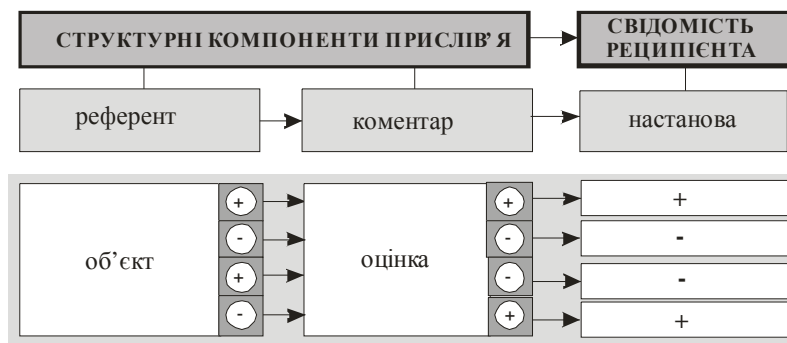 СТРУКТУРНІ КОМПОНЕНТИ ПРИСЛІВ’Я
СВІДОМІСТЬ
РЕЦИПІЄНТА
референт
коментар
настанова
об’єкт
оцінка
+ + +
- - -
+ - -
- + +